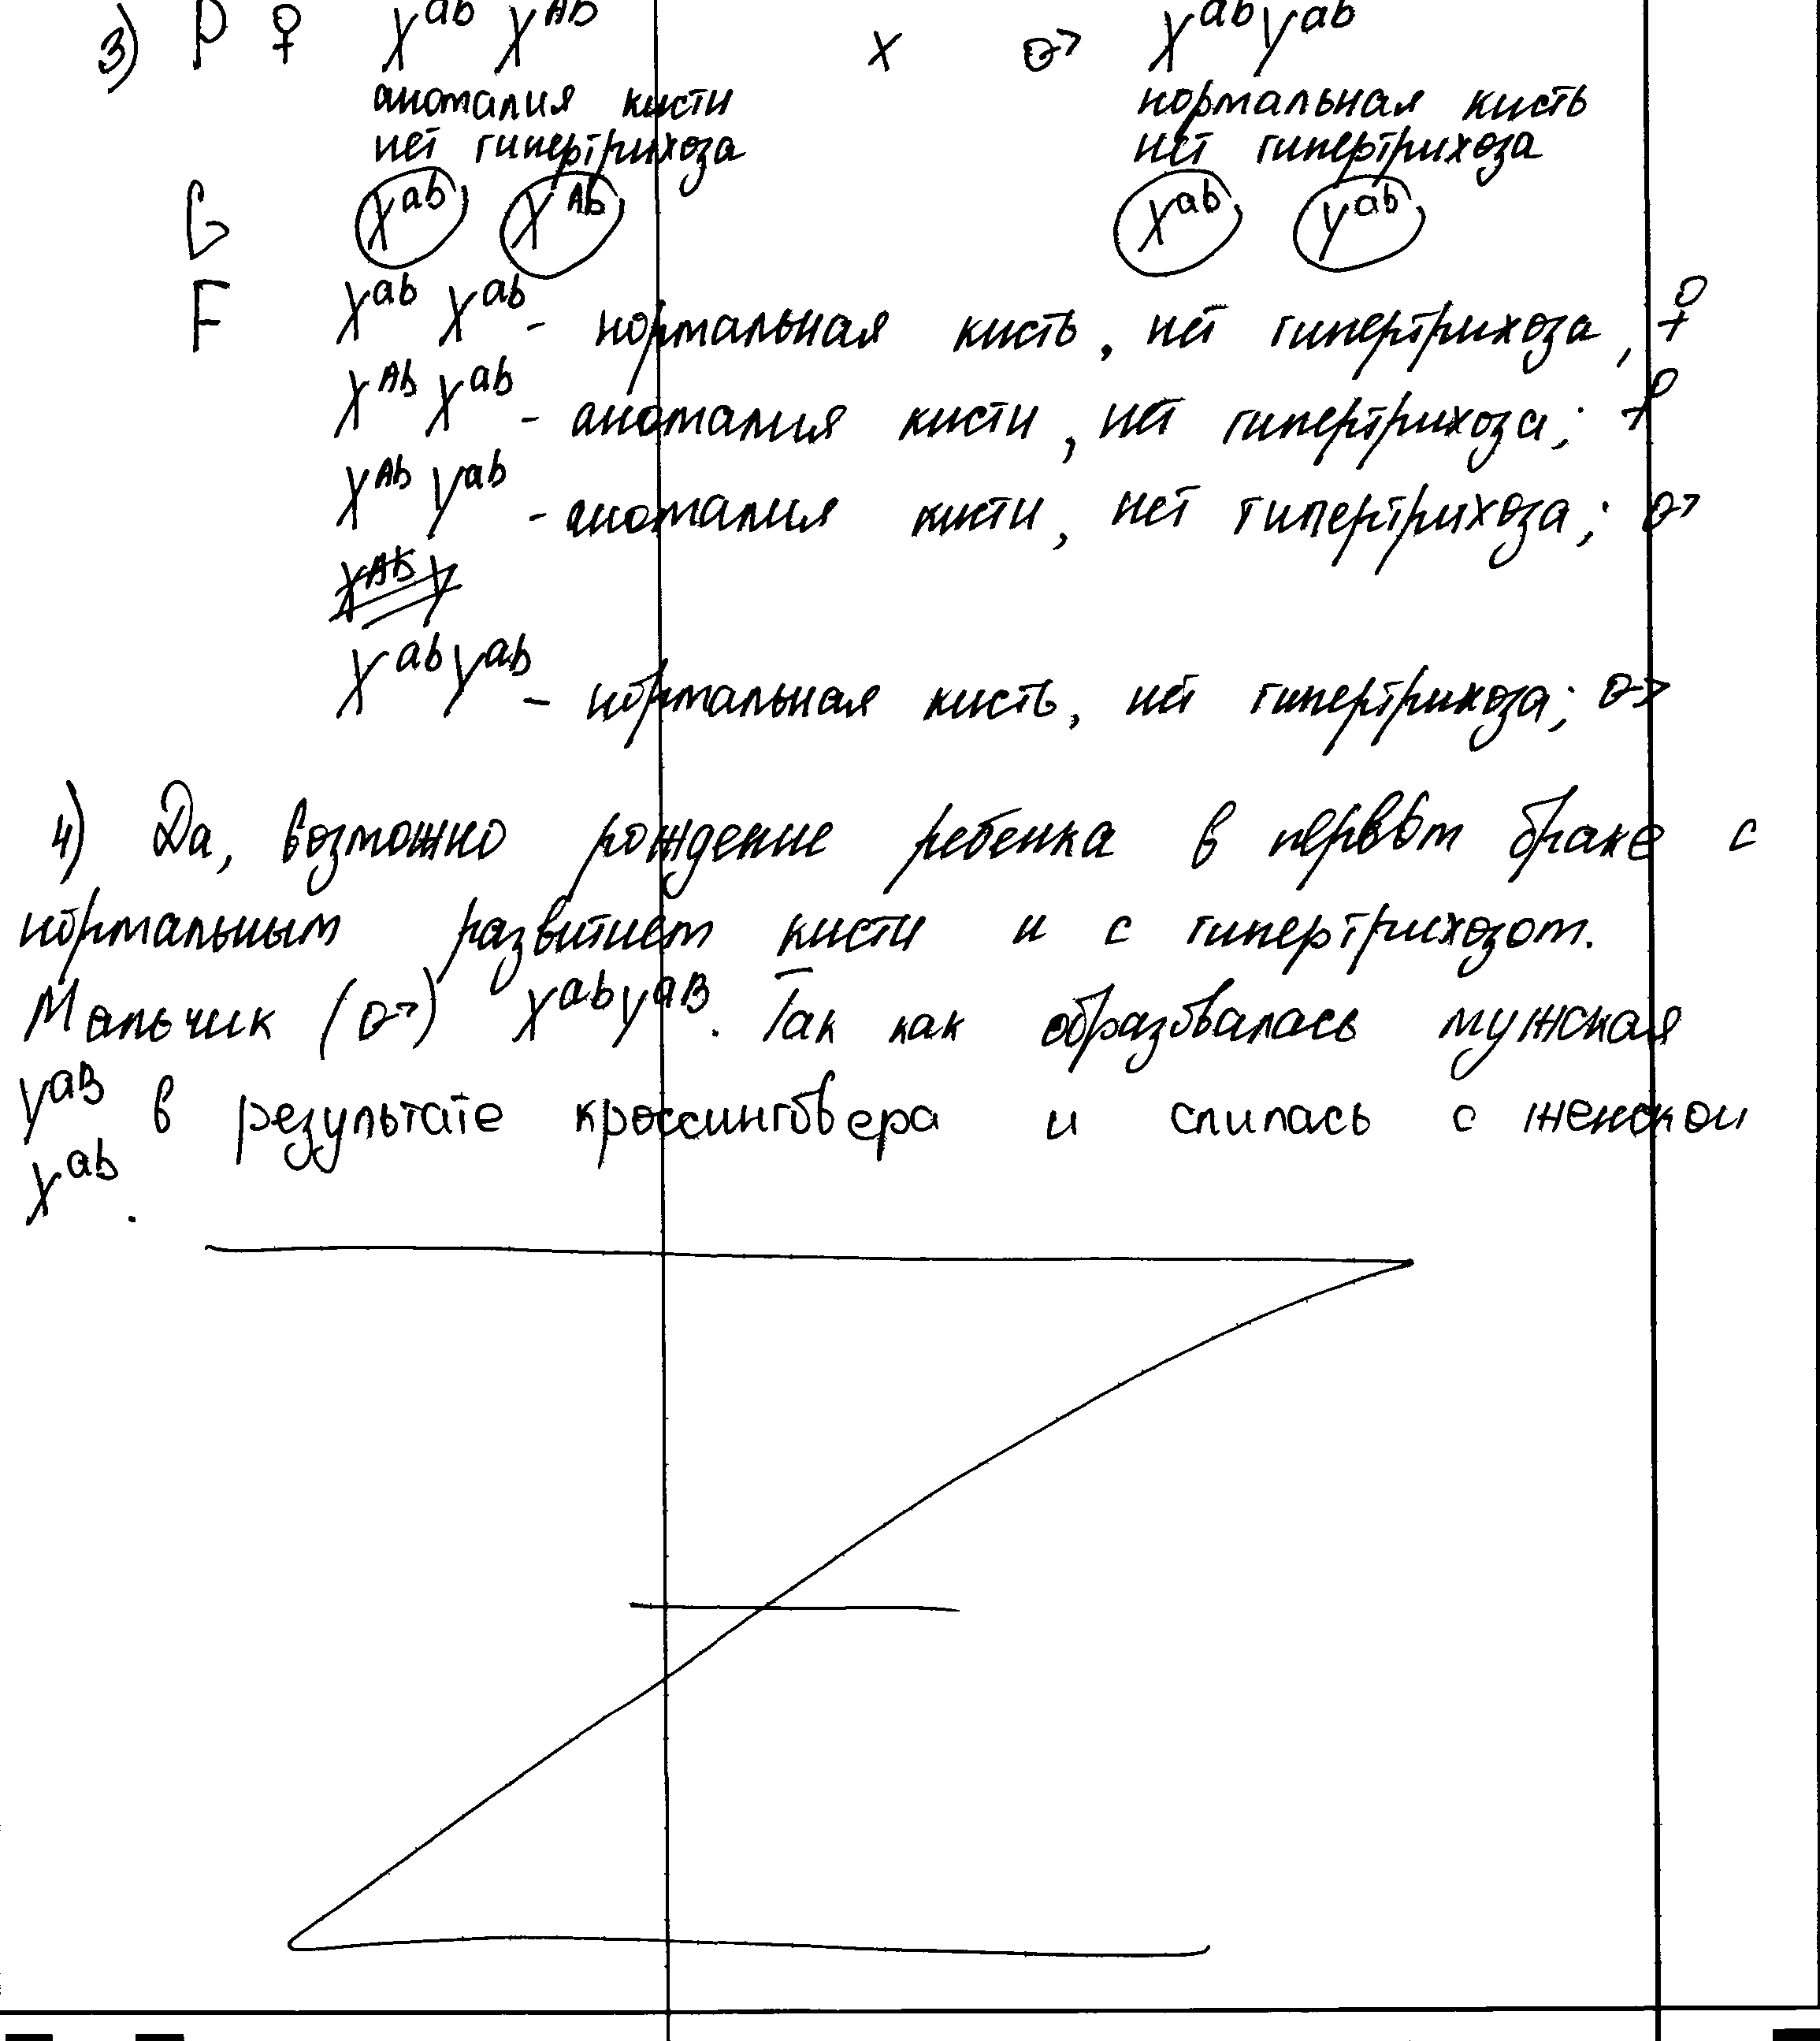 3) P ♀ X^ab X^Ab x ♂ X^ab Y^ab
аномалия кисти нормальная кисть
нет гипертрихоза нет гипертрихоза
G X^ab X^Ab X^ab Y^ab
F X^ab X^ab - нормальная кисть, нет гипертрихоза, ♀
X^Ab X^ab - аномалия кисти, нет гипертрихоза; ♀
X^Ab Y^ab - аномалия кисти, нет гипертрихоза; ♂
X^Ab Y
X^ab Y^ab - нормальная кисть, нет гипертрихоза; ♂
4) Да, возможно рождение ребенка в первом браке с
нормальным развитием кисти и с гипертрихозом.
Мальчик (♂) X^ab Y^aB. Так как образовалась мужская
Y^aB в результате кроссинговера и слилась с женской
X^ab.